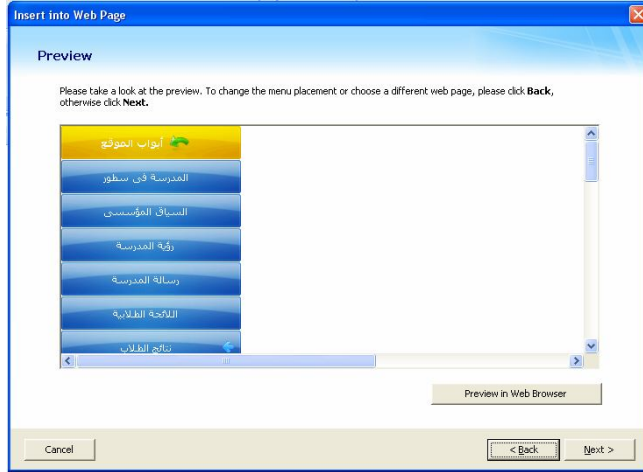 Insert into Web Page
Preview
Please take a look at the preview. To change the menu placement or choose a different web page, please click Back,
otherwise click Next.
أبواب الموقع
المدرسة فى سطور
السياق المؤسسى
رؤية المدرسة
رسالة المدرسة
اللائحة الطلابية
نتائج الطلاب
Preview in Web Browser
Cancel
< Back
Next >